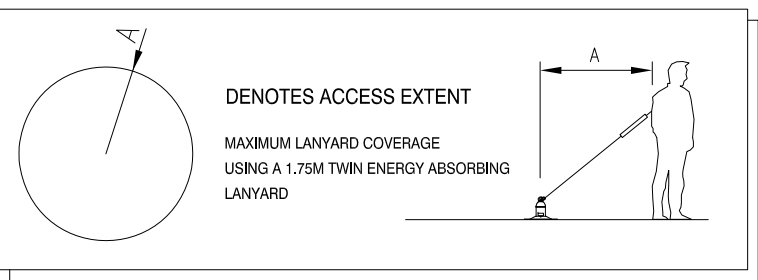 A
DENOTES ACCESS EXTENT
MAXIMUM LANYARD COVERAGE
USING A 1.75M TWIN ENERGY ABSORBING
LANYARD
A